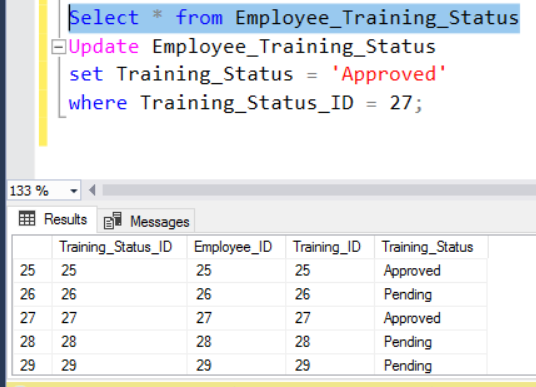 Select * from Employee_Training_Status
Update Employee_Training_Status
set Training_Status = 'Approved'
where Training_Status_ID = 27;
133 %
Results Messages
Training_Status_ID Employee_ID Training_ID Training_Status
25 25 25 25 Approved
26 26 26 26 Pending
27 27 27 27 Approved
28 28 28 28 Pending
29 29 29 29 Pending